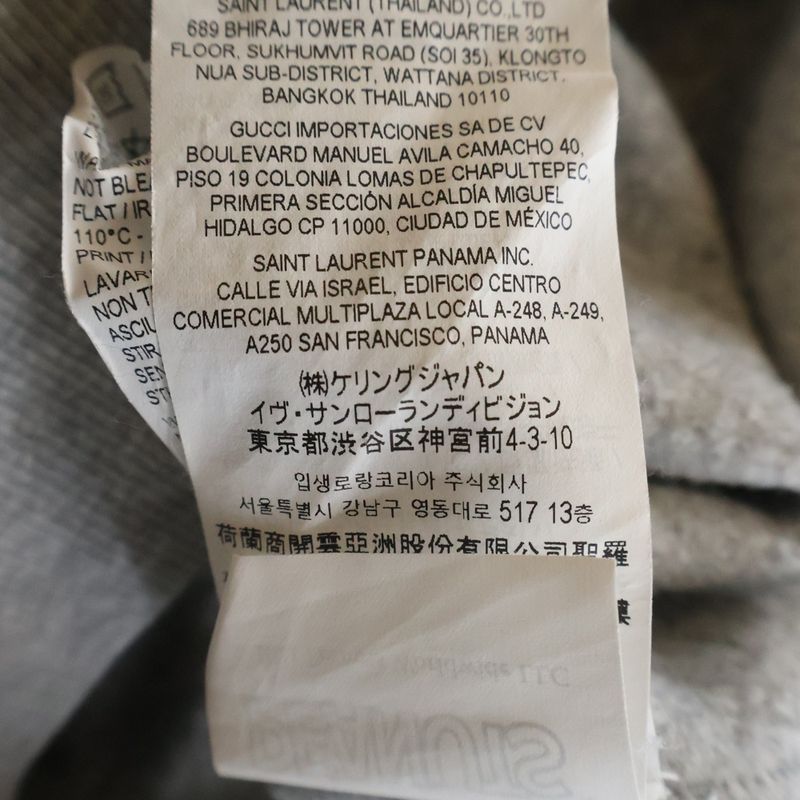 SAINT LAURENT (THAILAND) CO.,LTD
689 BHIRAJ TOWER AT EMQUARTIER 30TH
FLOOR, SUKHUMVIT ROAD (SOI 35), KLONGTO
NUA SUB-DISTRICT, WATTANA DISTRICT,
BANGKOK THAILAND 10110
GUCCI IMPORTACIONES SA DE CV
BOULEVARD MANUEL AVILA CAMACHO 40,
PISO 19 COLONIA LOMAS DE CHAPULTEPEC,
PRIMERA SECCIÓN ALCALDÍA MIGUEL
HIDALGO CP 11000, CIUDAD DE MÉXICO
SAINT LAURENT PANAMA INC.
CALLE VIA ISRAEL, EDIFICIO CENTRO
COMERCIAL MULTIPLAZA LOCAL A-248, A-249,
A250 SAN FRANCISCO, PANAMA
㈱ケリングジャパン
イヴ・サンローランディビジョン
東京都渋谷区神宮前4-3-10
입생로랑코리아 주식회사
서울특별시 강남구 영동대로 517 13층
荷蘭商開雲亞洲股份有限公司聖羅
NOT BLEA
FLAT / IR
110°C -
PRINT /
LAVAR
NON T
ASCIU
STIR
SEN
ST
Worldwide LLC
PEANUTS